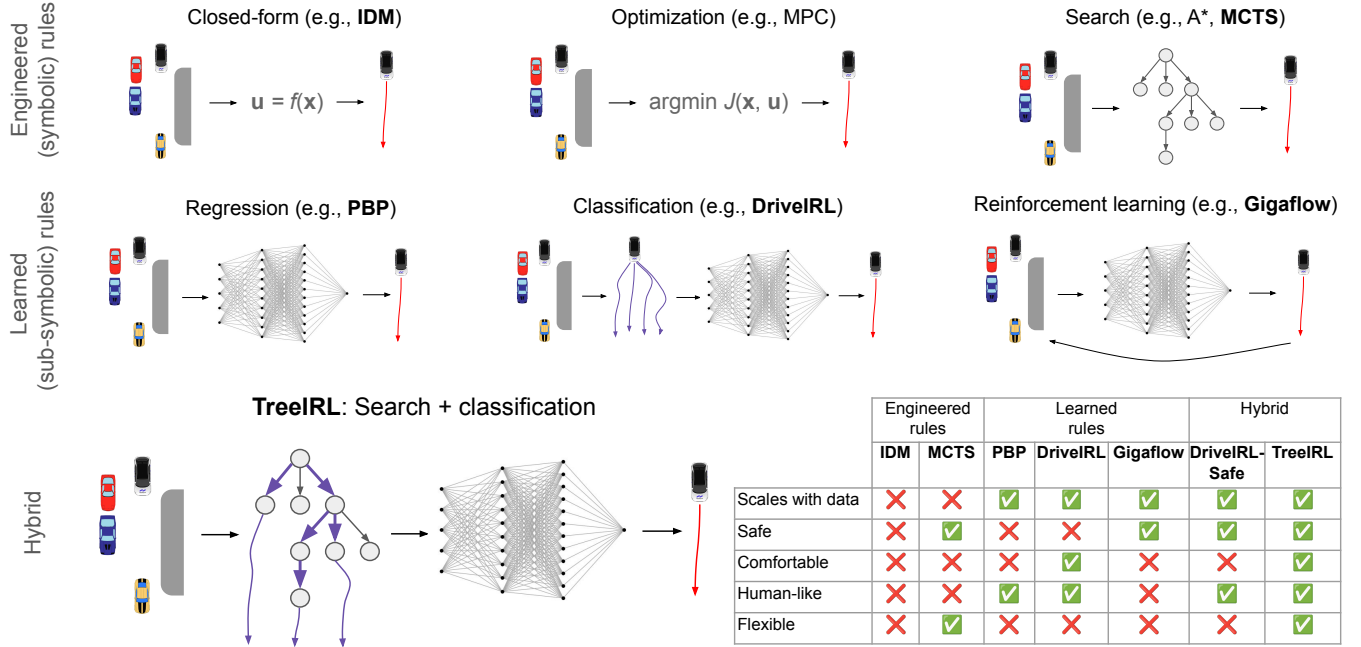 Engineered
(symbolic) rules
Closed-form (e.g., IDM)
u = f(x)
Optimization (e.g., MPC)
argmin J(x, u)
Search (e.g., A*, MCTS)
Learned
(sub-symbolic) rules
Regression (e.g., PBP)
Classification (e.g., DriveIRL)
Reinforcement learning (e.g., Gigaflow)
Hybrid
TreeIRL: Search + classification
Engineered
rules
Learned
rules
Hybrid
IDM MCTS PBP DriveIRL Gigaflow DriveIRL-
Safe TreeIRL
Scales with data ❌ ❌ ✅ ✅ ✅ ✅ ✅
Safe ❌ ✅ ❌ ❌ ✅ ✅ ✅
Comfortable ❌ ❌ ❌ ✅ ❌ ❌ ✅
Human-like ❌ ❌ ✅ ✅ ❌ ✅ ✅
Flexible ❌ ✅ ❌ ❌ ❌ ❌ ✅